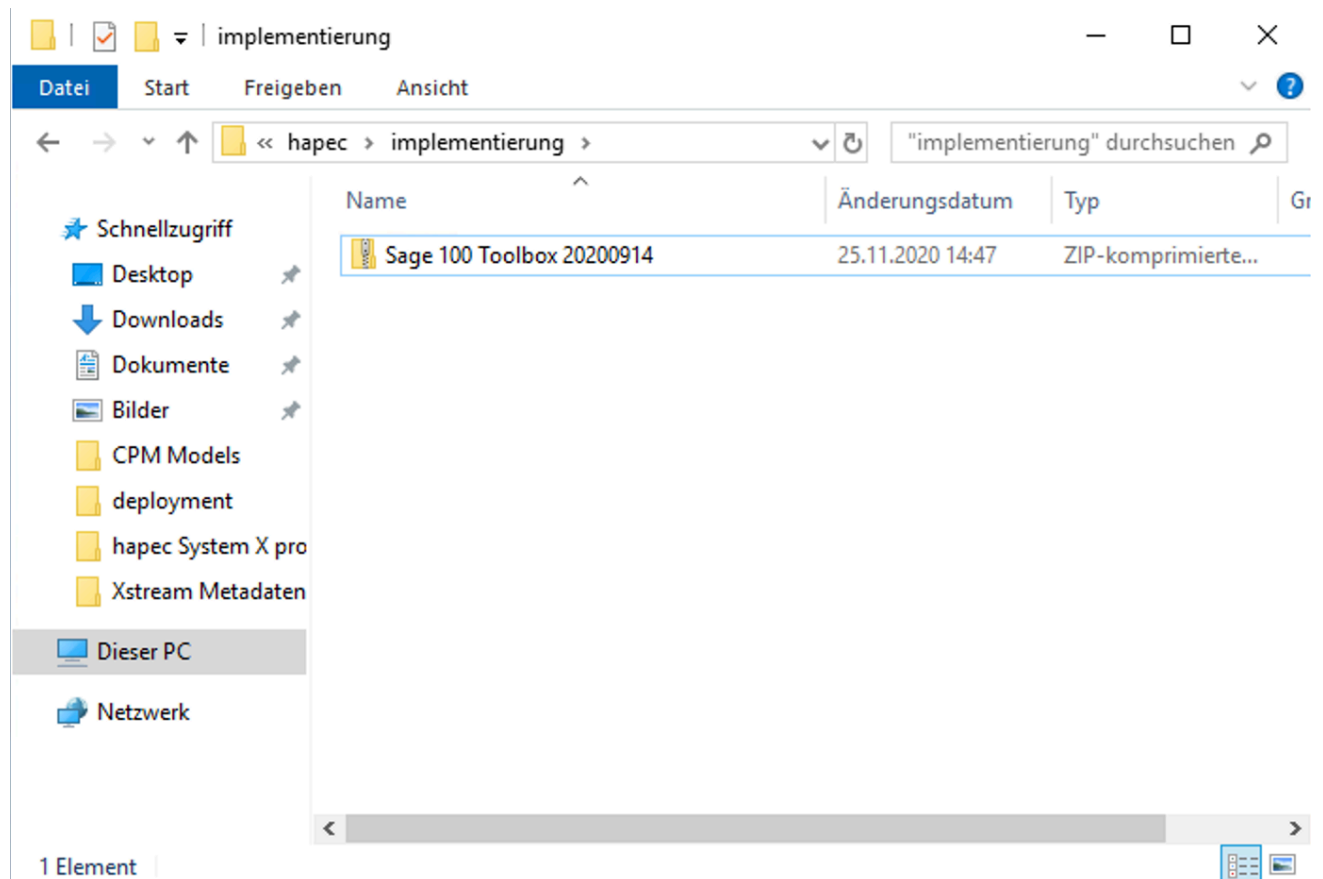 implementierung
Datei Start Freigeben Ansicht
« hapec > implementierung > "implementierung" durchsuchen
Name Änderungsdatum Typ Gr
Schnellzugriff
Sage 100 Toolbox 20200914 25.11.2020 14:47 ZIP-komprimierte...
Desktop
Downloads
Dokumente
Bilder
CPM Models
deployment
hapec System X pro
Xstream Metadaten
Dieser PC
Netzwerk
1 Element